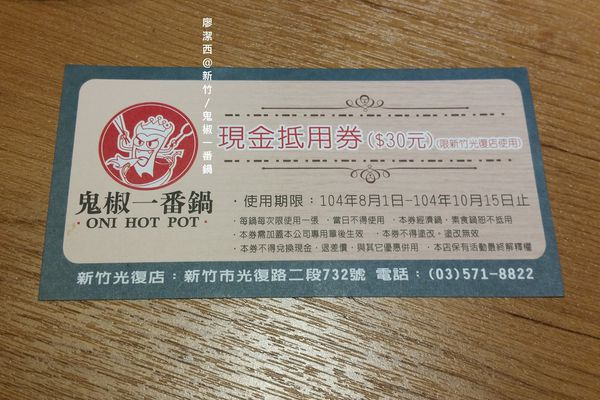 廖潔西@新竹/鬼椒一番鍋
現金抵用券($30元)(限新竹光復店使用)
鬼椒一番鍋
·ONI HOT POT·
·使用期限：104年8月1日-104年10月15日止
·每鍋每次限使用一張 ·當日不得使用 ·本券經濟鍋，素食鍋恕不抵用
·本券需加蓋本公司專用章後生效 ·本券不得塗改，塗改無效
·本券不得兌換現金，退差價，與其它優惠併用 ·本店保有活動最終解釋權
新竹光復店：新竹市光復路二段732號 電話：(03)571-8822